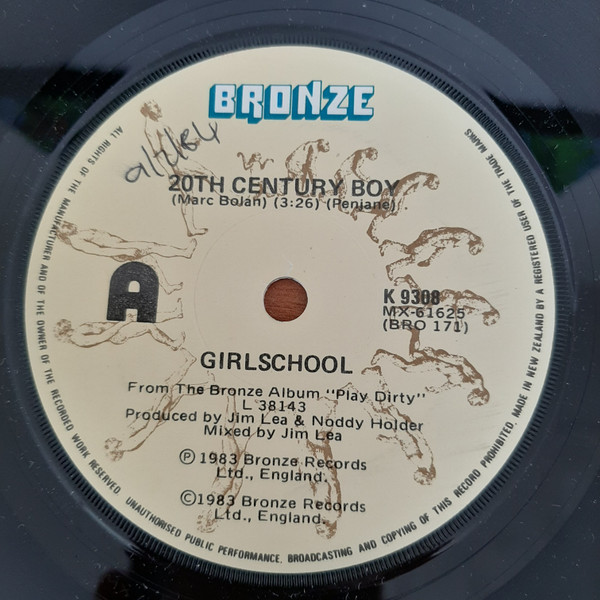 BRONZE
20TH CENTURY BOY
(Marc Bolan) (3:26) (Penjane)
A
K 9308
MX-61625
(BRO 171)
GIRLSCHOOL
From The Bronze Album "Play Dirty"
L 38143
Produced by Jim Lea & Noddy Holder
Mixed by Jim Lea
Ⓟ 1983 Bronze Records
Ltd., England.
©1983 Bronze Records
Ltd., England.
ALL RIGHTS OF THE MANUFACTURER AND OF THE OWNER OF THE RECORDED WORK RESERVED. UNAUTHORISED PUBLIC PERFORMANCE, BROADCASTING AND COPYING OF THIS RECORD PROHIBITED. MADE IN NEW ZEALAND BY A REGISTERED USER OF THE TRADE MARKS